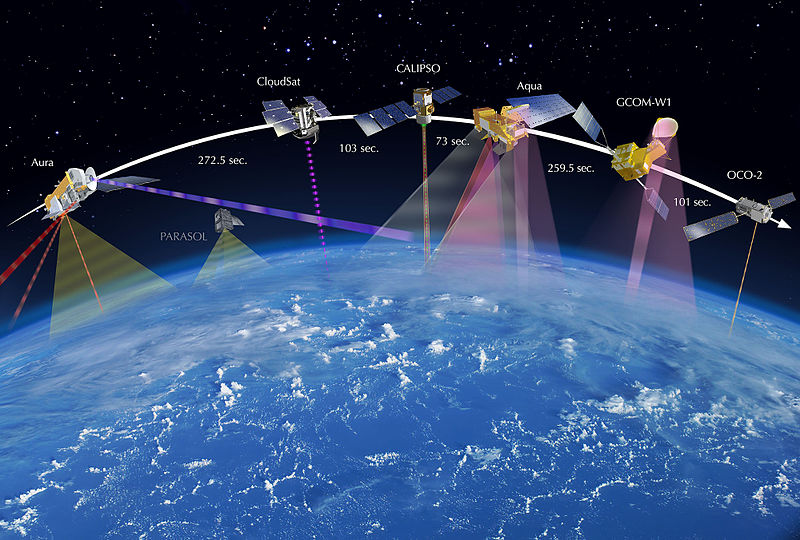 CloudSat
CALIPSO
Aqua
GCOM-W1
Aura
272.5 sec.
103 sec.
73 sec.
259.5 sec.
OCO-2
101 sec.
PARASOL